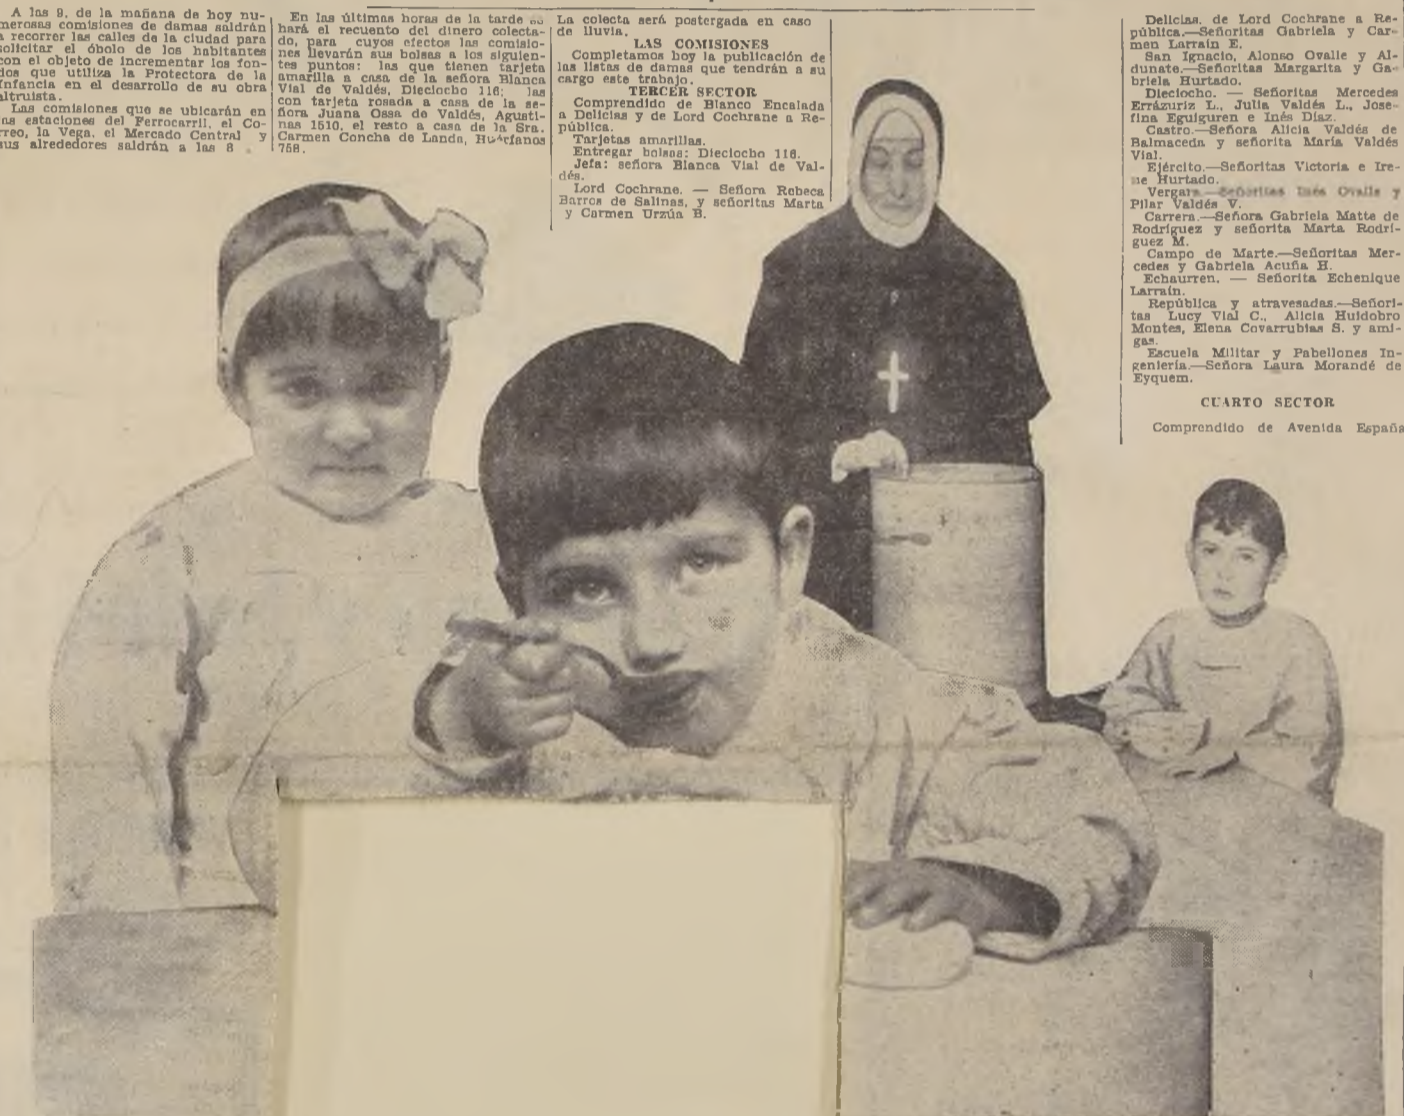 A las 9, de la mañana de hoy nu-
merosas comisiones de damas saldrán
a recorrer las calles de la ciudad para
solicitar el óbolo de los habitantes
con el objeto de incrementar los fon-
dos que utiliza la Protectora de la
Infancia en el desarrollo de su obra
altruista.
Las comisiones que se ubicarán en
las estaciones del Ferrocarril, el Co-
rreo, la Vega, el Mercado Central y
sus alrededores saldrán a las 8
En las últimas horas de la tarde se
hará el recuento del dinero colecta-
do, para cuyos efectos las comisio-
nes llevarán sus bolsas a los siguien-
tes puntos: las que tienen tarjeta
amarilla a casa de la señora Blanca
Vial de Valdés, Dieciocho 116; las
con tarjeta rosada a casa de la se-
ñora Juana Ossa de Valdés, Agusti-
nas 1510, el resto a casa de la Sra.
Carmen Concha de Landa, Huérfanos
758.
La colecta será postergada en caso
de lluvia.
LAS COMISIONES
Completamos hoy la publicación de
las listas de damas que tendrán a su
cargo este trabajo.
TERCER SECTOR
Comprendido de Blanco Encalada
a Delicias y de Lord Cochrane a Re-
pública.
Tarjetas amarillas.
Entregar bolsas: Dieciocho 116.
Jefa: señora Blanca Vial de Val-
dés.
Lord Cochrane. — Señora Rebeca
Barros de Salinas, y señoritas Marta
y Carmen Urzúa B.
Delicias, de Lord Cochrane a Re-
pública.—Señoritas Gabriela y Car-
men Larraín E.
San Ignacio, Alonso Ovalle y Al-
dunate.—Señoritas Margarita y Ga-
briela Hurtado.
Dieciocho. — Señoritas Mercedes
Errázuriz L., Julia Valdés L., Jose-
fina Eguiguren e Inés Díaz.
Castro.—Señora Alicia Valdés de
Balmaceda y señorita María Valdés
Vial.
Ejército.—Señoritas Victoria e Ire-
ne Hurtado.
Vergara.—Señoritas Inés Ovalle y
Pilar Valdés V.
Carrera.—Señora Gabriela Matte de
Rodríguez y señorita Marta Rodrí-
guez M.
Campo de Marte.—Señoritas Mer-
cedes y Gabriela Acuña H.
Echaurren. — Señorita Echenique
Larraín.
República y atravesadas.—Señori-
tas Lucy Vial C., Alicia Huidobro
Montes, Elena Covarrubias S. y ami-
gas.
Escuela Militar y Pabellones In-
geniería.—Señora Laura Morandé de
Eyquem.
CUARTO SECTOR
Comprendido de Avenida España